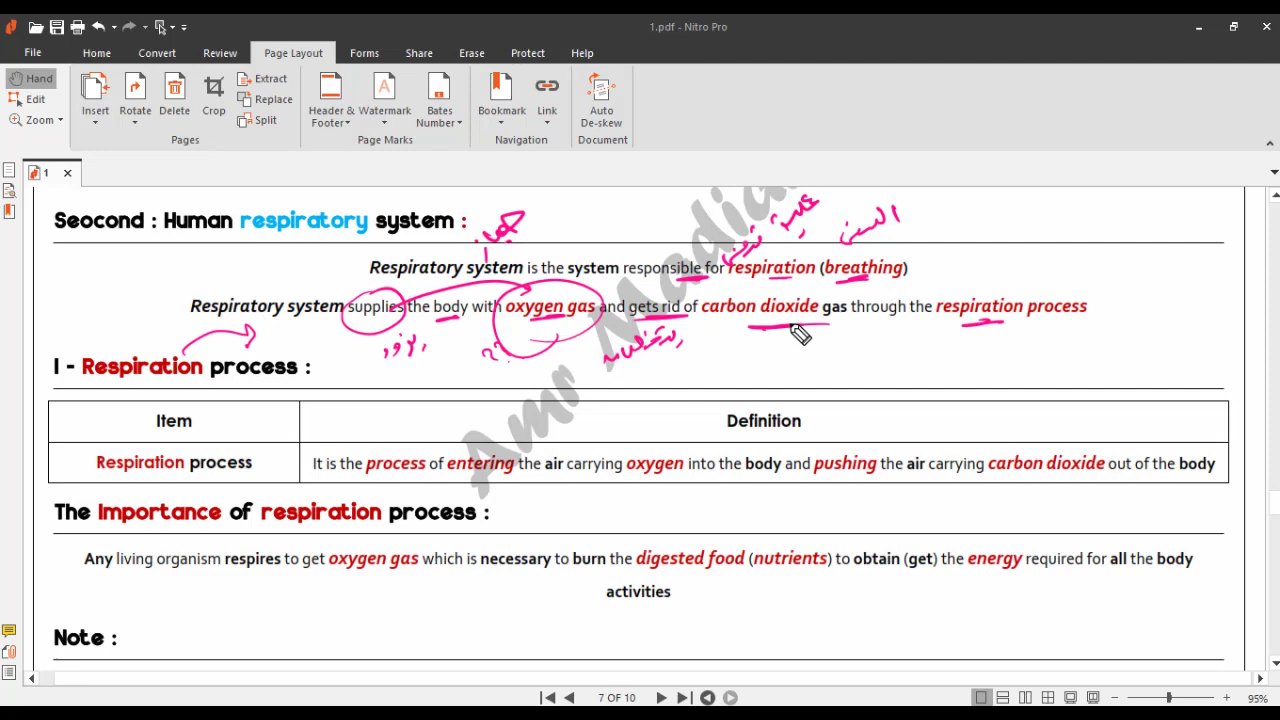 1.pdf - Nitro Pro
File Home Convert Review Page Layout Forms Share Erase Protect Help
Hand
Edit
Zoom
Insert Rotate Delete Crop
Extract
Replace
Split
Pages
Header & Footer Watermark Bates Number
Page Marks
Bookmark Link
Navigation
Auto De-skew
Document
1
Seocond : Human respiratory system :
Respiratory system is the system responsible for respiration (breathing)
Respiratory system supplies the body with oxygen gas and gets rid of carbon dioxide gas through the respiration process
I - Respiration process :
Item Definition
Respiration process It is the process of entering the air carrying oxygen into the body and pushing the air carrying carbon dioxide out of the body
The Importance of respiration process :
Any living organism respires to get oxygen gas which is necessary to burn the digested food (nutrients) to obtain (get) the energy required for all the body
activities
Note :
Amr Madian
7 OF 10
95%